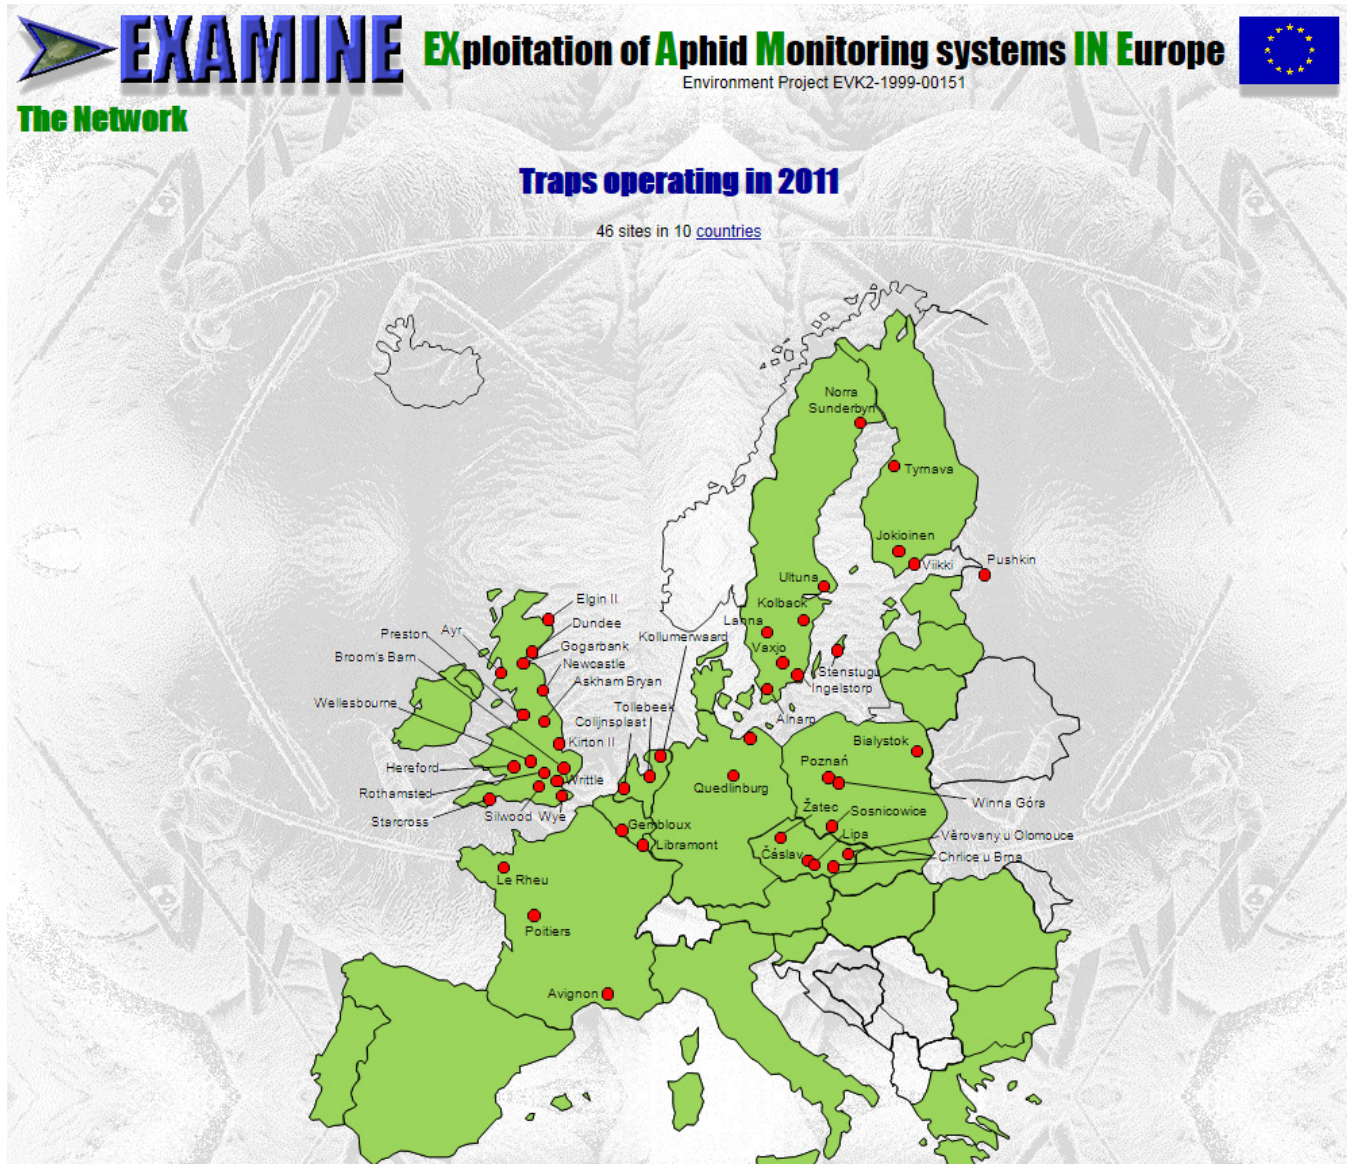 EXAMINE
EXploitation of Aphid Monitoring systems IN Europe
Environment Project EVK2-1999-00151
The Network
Traps operating in 2011
46 sites in 10 countries
Norra
Sunderbyn
Tyrnava
Jokioinen
Viikki
Pushkin
Ultuna
Kolback
Lanna
Vaxjo
Stenstugu
Ingelstorp
Alnarp
Elgin II
Dundee
Gogarbank
Newcastle
Askham Bryan
Ayr
Preston
Broom's Barn
Wellesbourne
Kollumerwaard
Tollebeek
Colijnsplaat
Kirton II
Hereford
Rothamsted
Starcross
Writtle
Silwood
Wye
Bialystok
Poznań
Winna Góra
Quedlinburg
Žatec
Sosnicowice
Lipa
Věrovany u Olomouce
Čáslav
Chrlice u Brna
Gembloux
Libramont
Le Rheu
Poitiers
Avignon